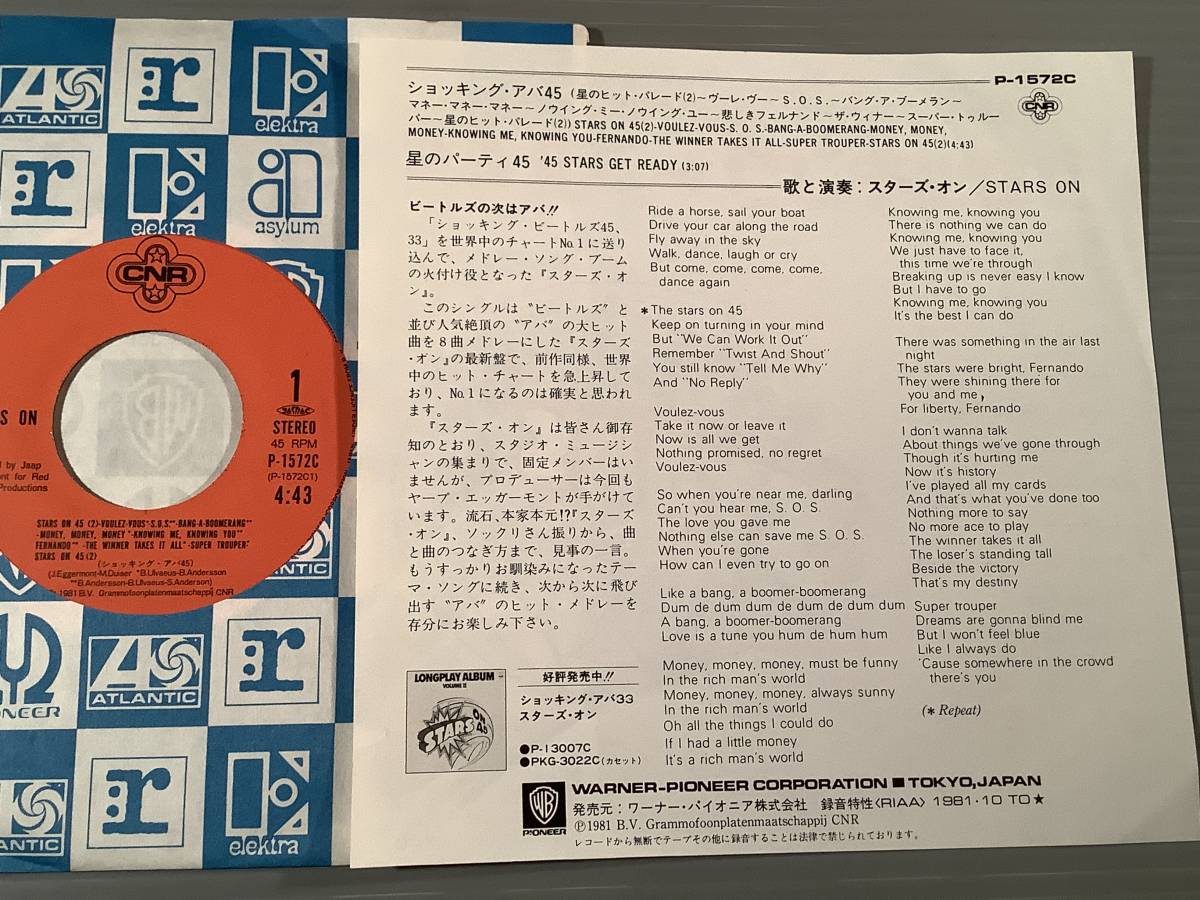 ATLANTIC
elektra
elektra
asylum
CNR
S ON
1
STEREO
45 RPM
P-1572C
(P-1572C1)
4:43
by Jaap
nt for Red
Productions
STARS ON 45 (2)-VOULEZ-VOUS*-S.O.S.**-BANG-A-BOOMERANG**
-MONEY, MONEY, MONEY*-KNOWING ME, KNOWING YOU**
FERNANDO**-THE WINNER TAKES IT ALL*-SUPER TROUPER*-
STARS ON 45(2)
(ショッキング・アバ45)
(J.Eggermont-M.Duiser *B.Ulvaeus-B.Andersson
**B.Andersson-B.Ulvaeus-S.Anderson)
℗1981 B.V. Grammofoonplatenmaatschappij CNR
ATLANTIC
PIONEER
ATLANTIC
elektra
P-1572C
CNR
ショッキング・アバ45 (星のヒット・パレード(2)~ヴーレ・ヴー~S.O.S.~バング・ア・ブーメラン~
マネー・マネー・マネー~ノウイング・ミー・ノウイング・ユー~悲しきフェルナンド~ザ・ウィナー~スーパー・トゥルー
パー~星のヒット・パレード(2)) STARS ON 45(2)-VOULEZ-VOUS-S. O. S.-BANG-A-BOOMERANG-MONEY, MONEY,
MONEY-KNOWING ME, KNOWING YOU-FERNANDO-THE WINNER TAKES IT ALL-SUPER TROUPER-STARS ON 45(2)(4:43)
星のパーティ45 '45 STARS GET READY (3:07)
歌と演奏:スターズ・オン/STARS ON
ビートルズの次はアバ!!
「ショッキング・ビートルズ45、
33」を世界中のチャートNo.1に送り
込んで、メドレー・ソング・ブーム
の火付け役となった『スターズ・オ
ン』。
このシングルは“ビートルズ”と
並び人気絶頂の“アバ”の大ヒット
曲を8曲メドレーにした『スターズ
・オン』の最新盤で、前作同様、世界
中のヒット・チャートを急上昇して
おり、No.1になるのは確実と思われ
ます。
『スターズ・オン』は皆さん御存
知のとおり、スタジオ・ミュージシ
ャンの集まりで、固定メンバーはい
ませんが、プロデューサーは今回も
ヤープ・エッガーモントが手がけて
います。流石、本家本元!?『スターズ
・オン』、ソックリさん振りから、曲
と曲のつなぎ方まで、見事の一言。
もうすっかりお馴染みになったテー
マ・ソングに続き、次から次に飛び
出す“アバ”のヒット・メドレーを
存分にお楽しみ下さい。
LONGPLAY ALBUM
VOLUME II
STARS ON 45
好評発売中!!
ショッキング・アバ33
スターズ・オン
●P-13007C
●PKG-3022C(カセット)
Ride a horse, sail your boat
Drive your car along the road
Fly away in the sky
Walk, dance, laugh or cry
But come, come, come, come,
dance again
*The stars on 45
Keep on turning in your mind
But "We Can Work It Out"
Remember "Twist And Shout"
You still know "Tell Me Why"
And "No Reply"
Voulez-vous
Take it now or leave it
Now is all we get
Nothing promised, no regret
Voulez-vous
So when you're near me, darling
Can't you hear me, S. O. S.
The love you gave me
Nothing else can save me S. O. S.
When you're gone
How can I even try to go on
Like a bang, a boomer-boomerang
Dum de dum dum de dum de dum dum
A bang, a boomer-boomerang
Love is a tune you hum de hum hum
Money, money, money, must be funny
In the rich man's world
Money, money, money, always sunny
In the rich man's world
Oh all the things I could do
If I had a little money
It's a rich man's world
Knowing me, knowing you
There is nothing we can do
Knowing me, knowing you
We just have to face it,
this time we're through
Breaking up is never easy I know
But I have to go
Knowing me, knowing you
It's the best I can do
There was something in the air last
night
The stars were bright, Fernando
They were shining there for
you and me,
For liberty, Fernando
I don't wanna talk
About things we've gone through
Though it's hurting me
Now it's history
I've played all my cards
And that's what you've done too
Nothing more to say
No more ace to play
The winner takes it all
The loser's standing tall
Beside the victory
That's my destiny
Super trouper
Dreams are gonna blind me
But I won't feel blue
Like I always do
'Cause somewhere in the crowd
there's you
(* Repeat)
PIONEER
WARNER-PIONEER CORPORATION ■ TOKYO, JAPAN
発売元:ワーナー・パイオニア株式会社 録音特性〈RIAA〉1981・10 TO★
℗1981 B.V. Grammofoonplatenmaatschappij CNR
レコードから無断でテープその他に録音することは法律で禁じられております。